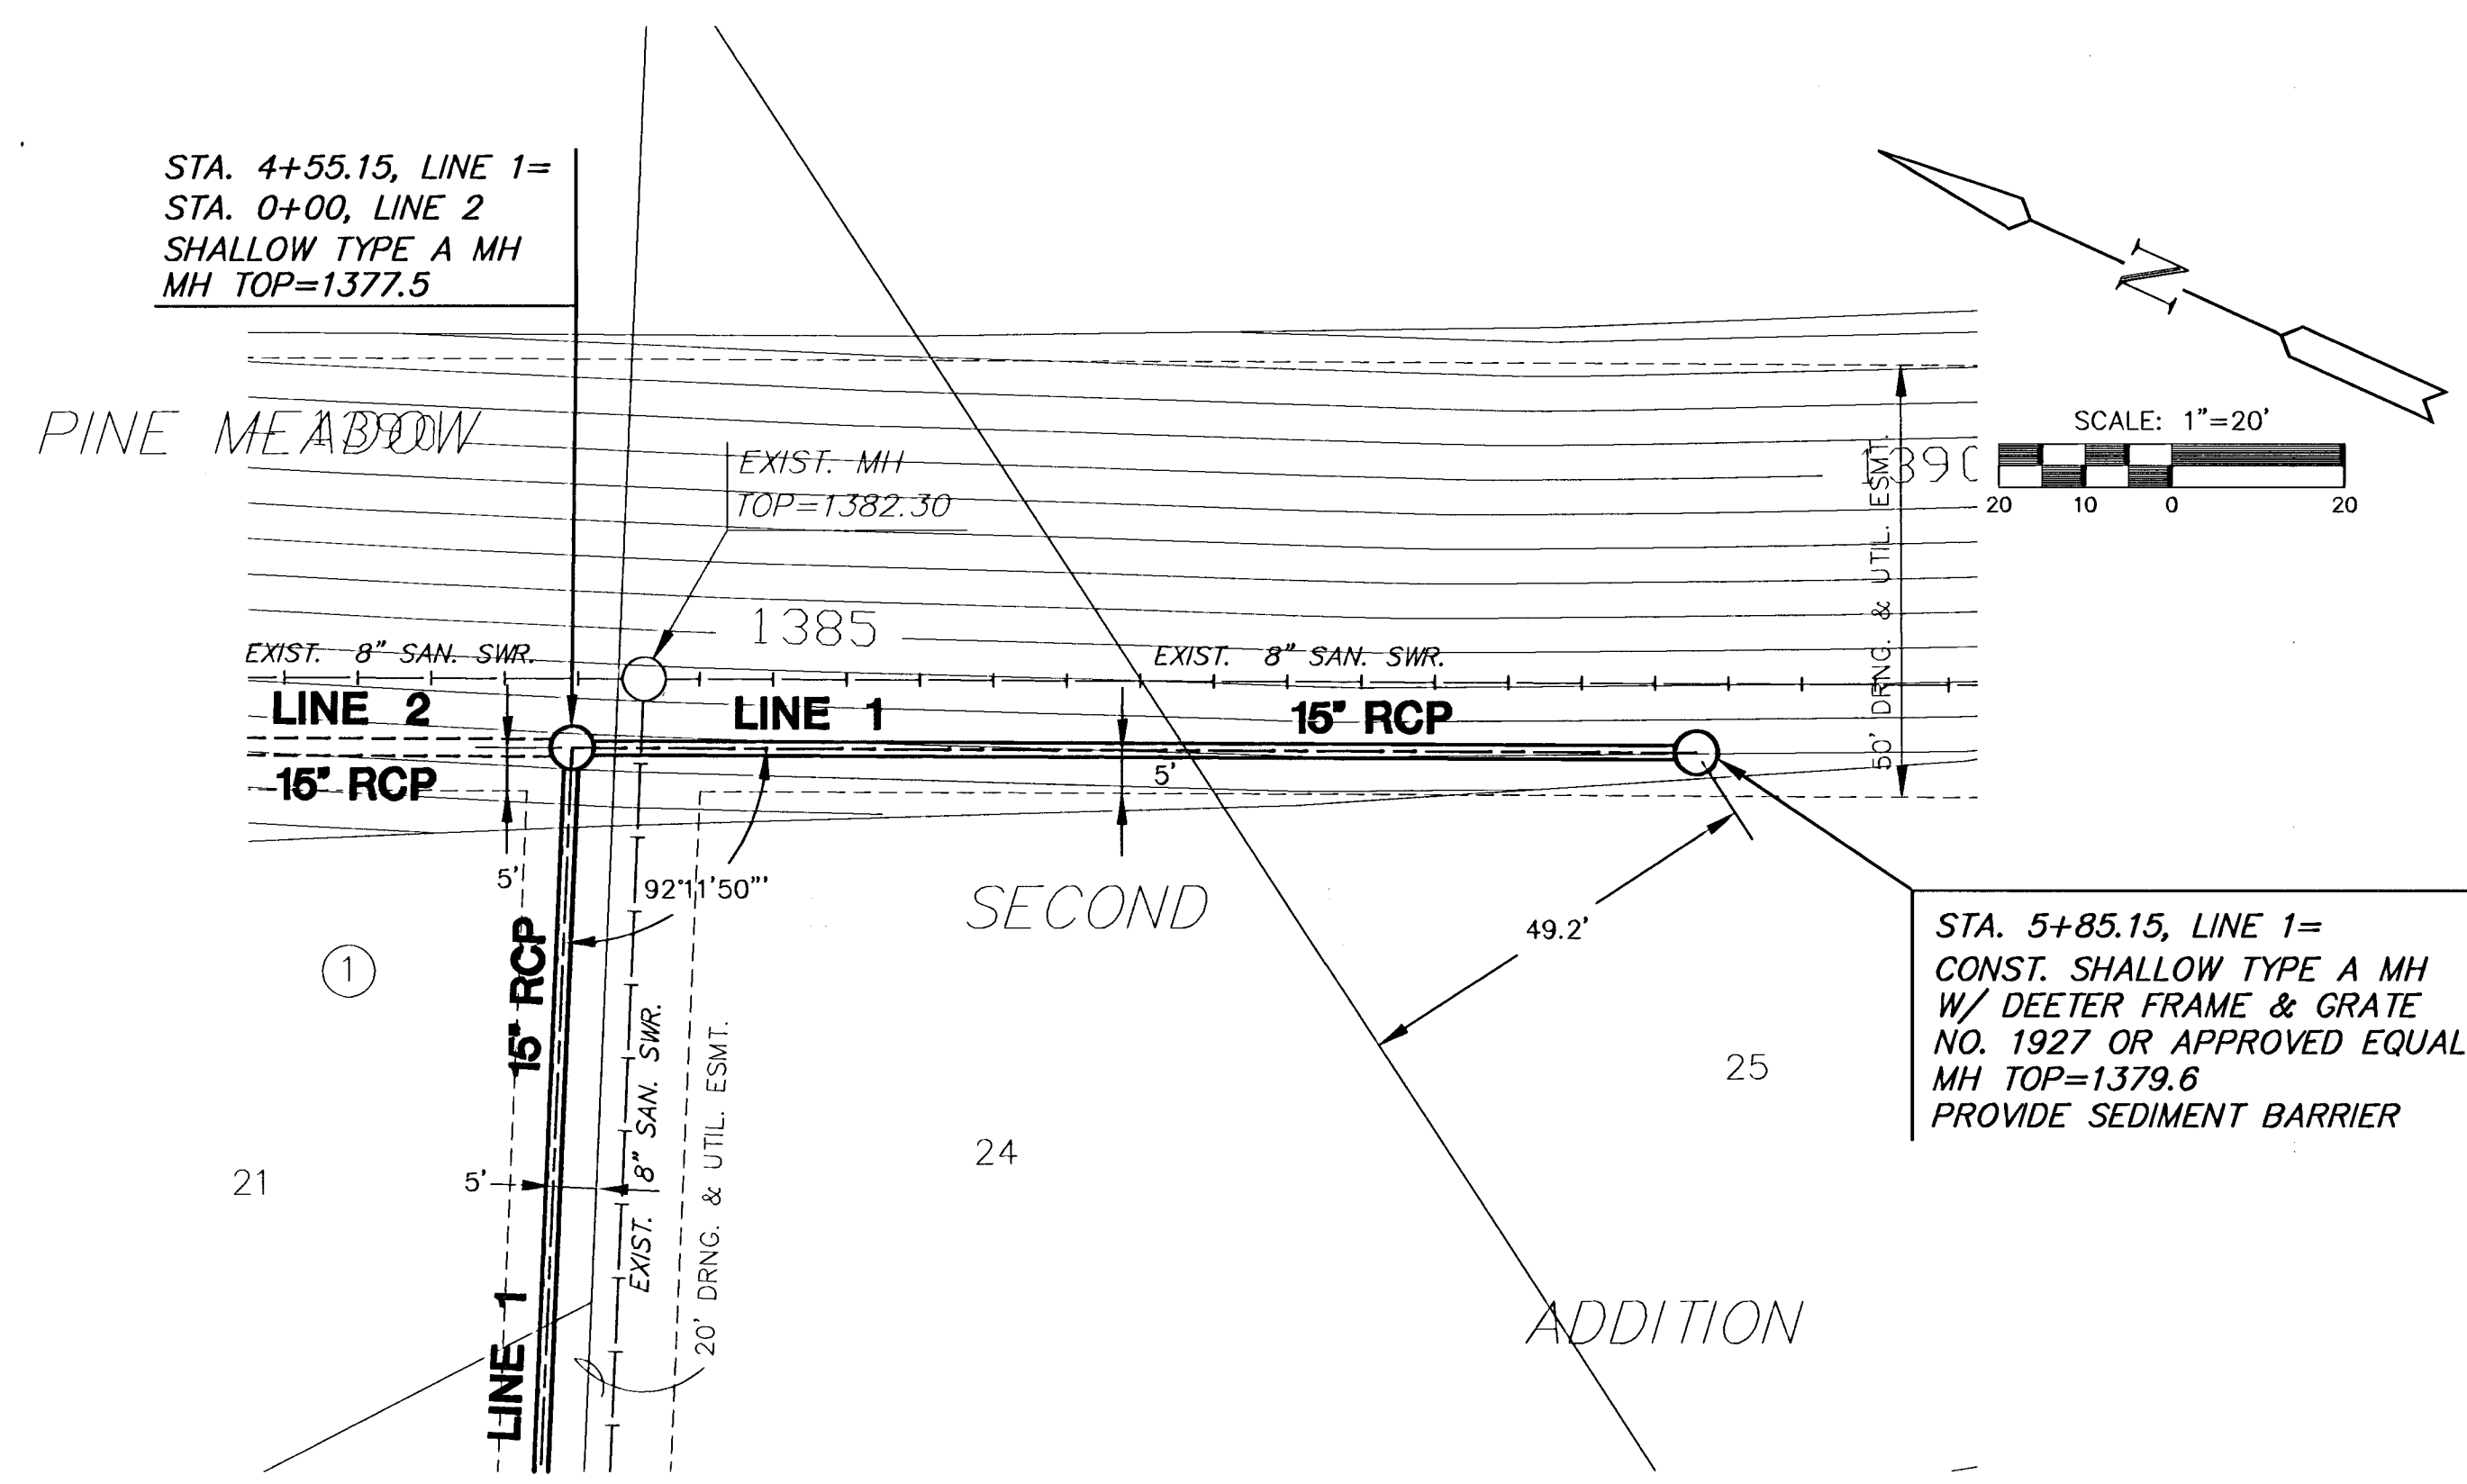 STA. 4+55.15, LINE 1=
STA. 0+00, LINE 2
SHALLOW TYPE A MH
MH TOP=1377.5
N
SCALE: 1"=20'
20 10 0 20
PINE MEADOW
1390
EXIST. MH
TOP=1382.30
1390
50' DRNG. & UTIL. ESMT.
1385
EXIST. 8" SAN. SWR.
EXIST. 8" SAN. SWR.
LINE 2
LINE 1
15" RCP
15" RCP
5'
5'
92°11'50"'
SECOND
49.2'
STA. 5+85.15, LINE 1=
CONST. SHALLOW TYPE A MH
W/ DEETER FRAME & GRATE
NO. 1927 OR APPROVED EQUAL
MH TOP=1379.6
PROVIDE SEDIMENT BARRIER
1
15" RCP
EXIST. 8" SAN. SWR.
20' DRNG. & UTIL. ESMT.
25
24
21
5'
LINE 1
ADDITION